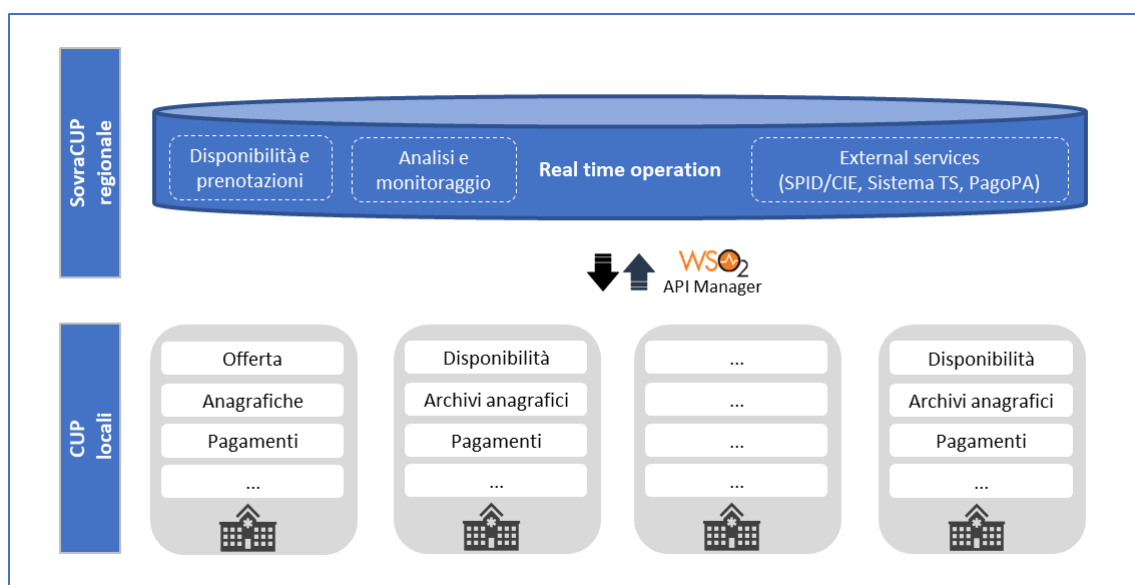 SovraCUP
regionale
Disponibilità e
prenotazioni
Analisi e
monitoraggio
Real time operation
External services
(SPID/CIE, Sistema TS, PagoPA)
WSO2
API Manager
CUP
locali
Offerta
Anagrafiche
Pagamenti
...
Disponibilità
Archivi anagrafici
Pagamenti
...
...
...
...
...
Disponibilità
Archivi anagrafici
Pagamenti
...